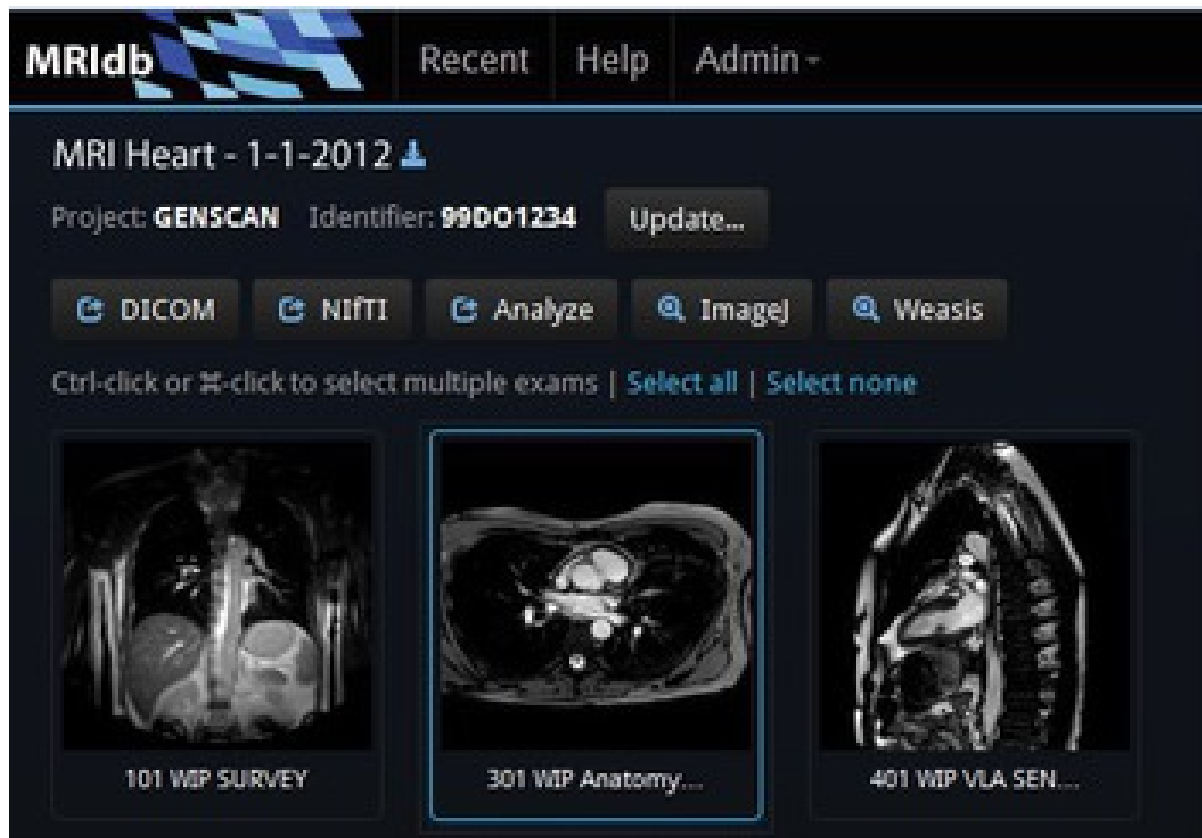 MRIdb Recent Help Admin
MRI Heart - 1-1-2012
Project: GENSCAN Identifier: 99DO1234 Update...
DICOM NIfTI Analyze ImageJ Weasis
Ctrl-click or ⌘-click to select multiple exams | Select all | Select none
101 WIP SURVEY 301 WIP Anatomy... 401 WIP VLA SEN...